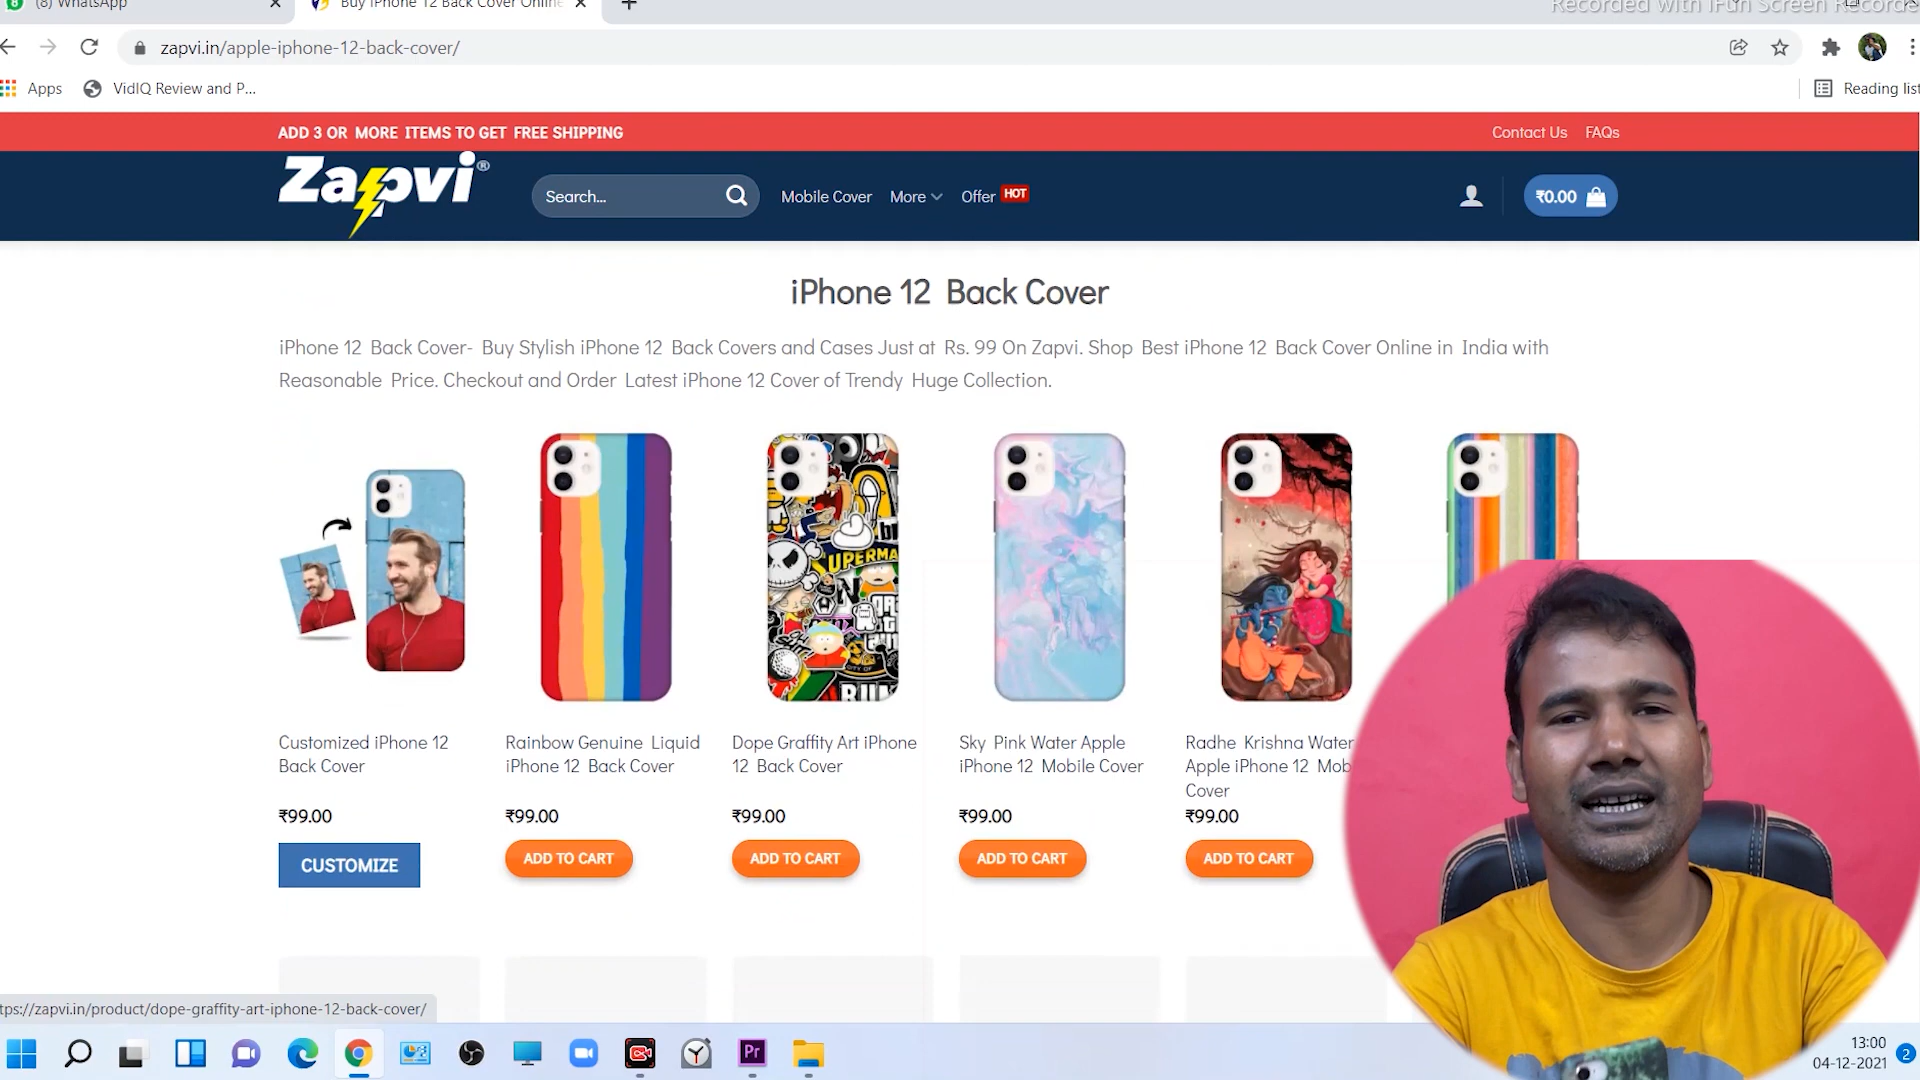 (8) WhatsApp
Buy iPhone 12 Back Cover Online
Recorded with iFun Screen Recorde
zapvi.in/apple-iphone-12-back-cover/
Apps
VidIQ Review and P...
Reading list
ADD 3 OR MORE ITEMS TO GET FREE SHIPPING
Contact Us
FAQs
Zapvi®
Search...
Mobile Cover
More
Offer
HOT
₹0.00
iPhone 12 Back Cover
iPhone 12 Back Cover- Buy Stylish iPhone 12 Back Covers and Cases Just at Rs. 99 On Zapvi. Shop Best iPhone 12 Back Cover Online in India with
Reasonable Price. Checkout and Order Latest iPhone 12 Cover of Trendy Huge Collection.
UPERMA
Customized iPhone 12
Back Cover
₹99.00
CUSTOMIZE
Rainbow Genuine Liquid
iPhone 12 Back Cover
₹99.00
ADD TO CART
Dope Graffity Art iPhone
12 Back Cover
₹99.00
ADD TO CART
Sky Pink Water Apple
iPhone 12 Mobile Cover
₹99.00
ADD TO CART
Radhe Krishna Water
Apple iPhone 12 Mob
Cover
₹99.00
ADD TO CART
tps://zapvi.in/product/dope-graffity-art-iphone-12-back-cover/
Pr
13:00
04-12-2021
2